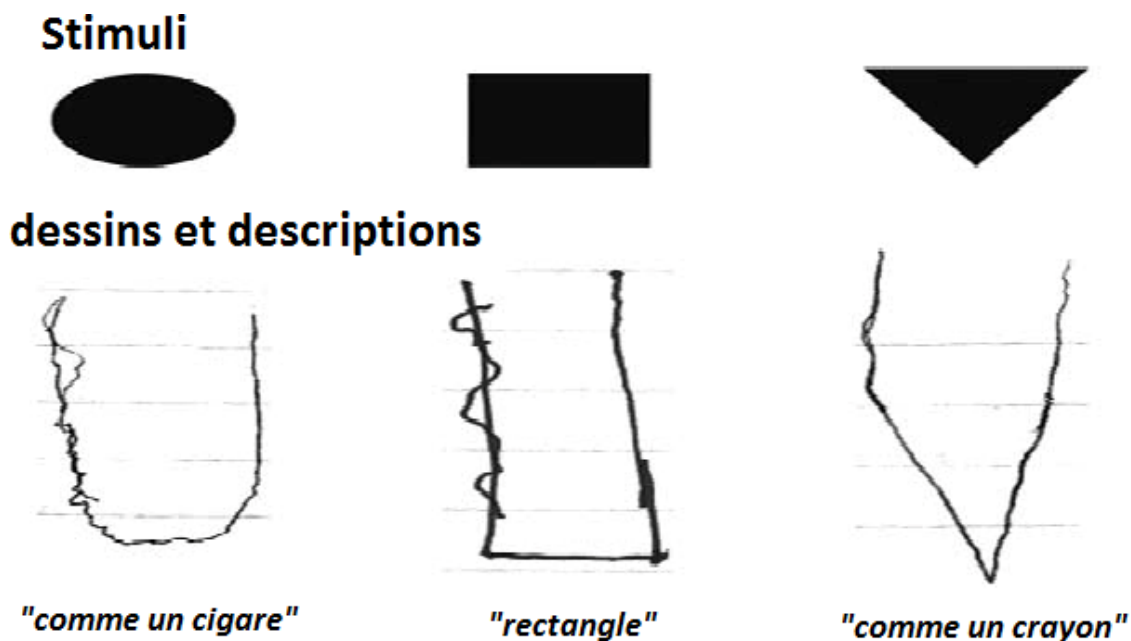 Stimuli
dessins et descriptions
"comme un cigare" "rectangle" "comme un crayon"